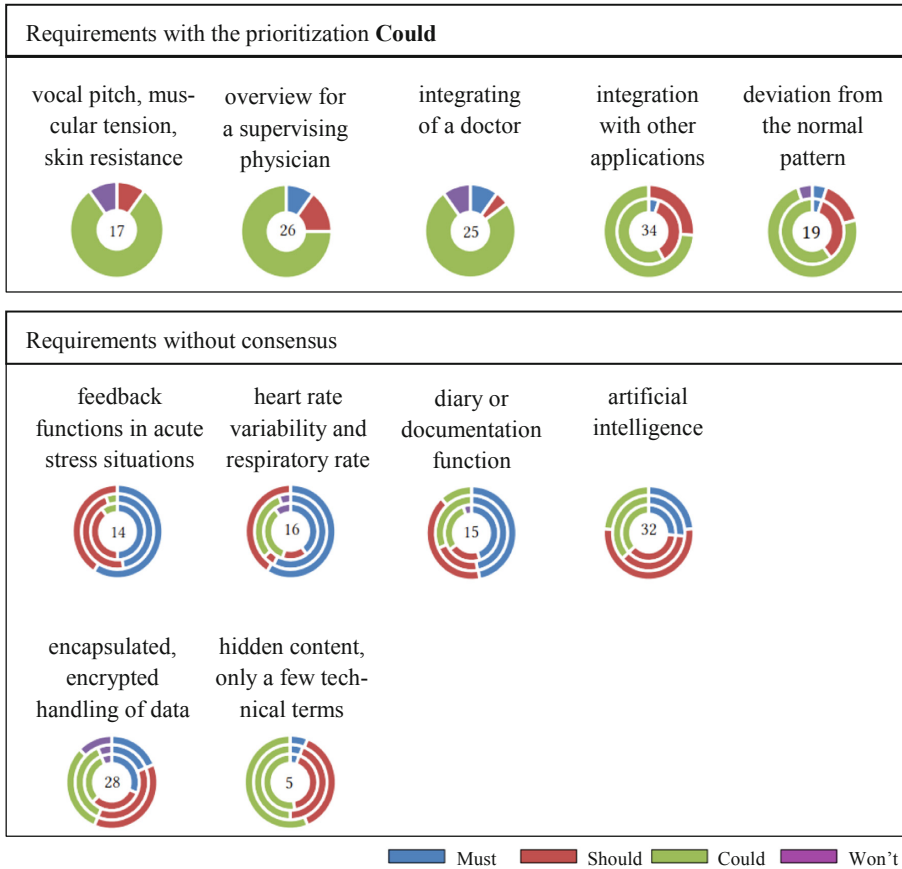 Requirements with the prioritization Could
vocal pitch, mus-
cular tension,
skin resistance
overview for
a supervising
physician
integrating
of a doctor
integration
with other
applications
deviation from
the normal
pattern
17
26
25
34
19
Requirements without consensus
feedback
functions in acute
stress situations
heart rate
variability and
respiratory rate
diary or
documentation
function
artificial
intelligence
14
16
15
32
encapsulated,
encrypted
handling of data
hidden content,
only a few tech-
nical terms
28
5
Must Should Could Won't